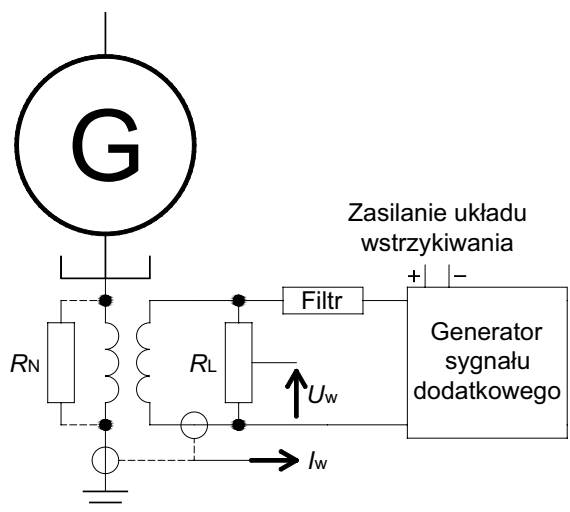 G
Zasilanie układu
wstrzykiwania
+ −
Filtr
Generator
sygnału
dodatkowego
RN
RL
Uw
Iw